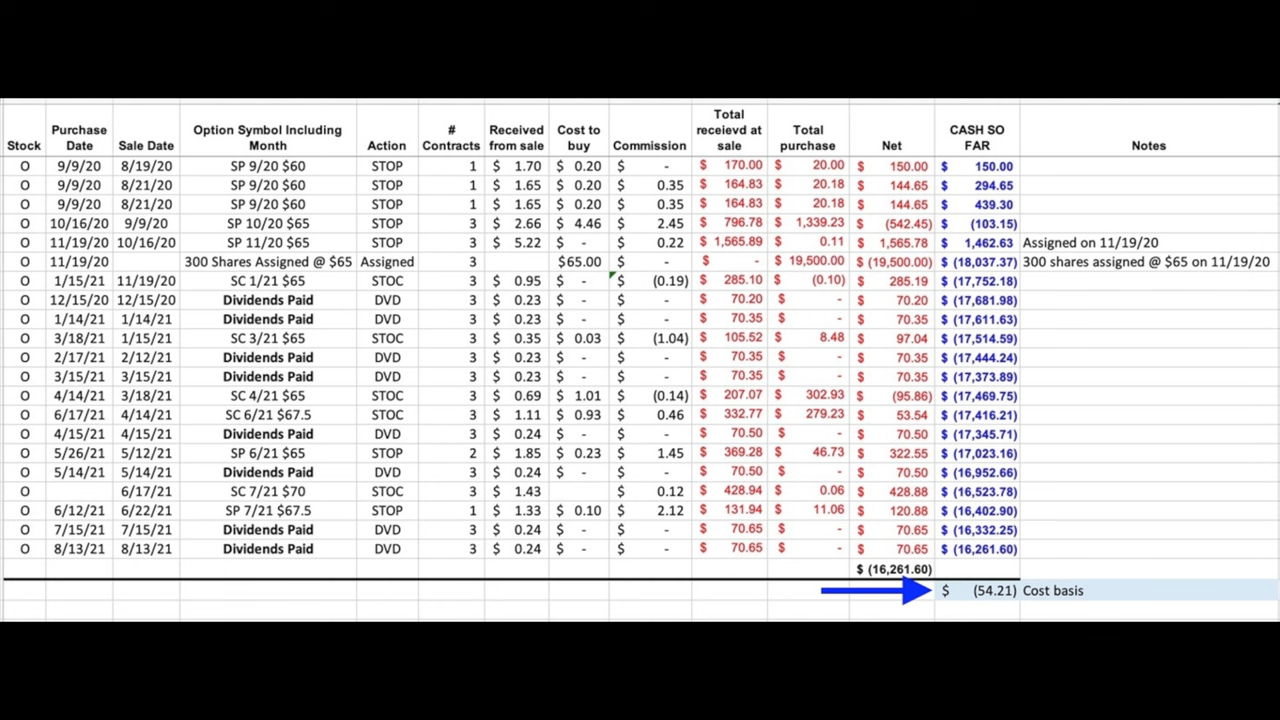 Stock Purchase Date Sale Date Option Symbol Including Month Action # Contracts Received from sale Cost to buy Commission Total receievd at sale Total purchase Net CASH SO FAR Notes
O 9/9/20 8/19/20 SP 9/20 $60 STOP 1 $ 1.70 $ 0.20 $ - $ 170.00 $ 20.00 $ 150.00 $ 150.00
O 9/9/20 8/21/20 SP 9/20 $60 STOP 1 $ 1.65 $ 0.20 $ 0.35 $ 164.83 $ 20.18 $ 144.65 $ 294.65
O 9/9/20 8/21/20 SP 9/20 $60 STOP 1 $ 1.65 $ 0.20 $ 0.35 $ 164.83 $ 20.18 $ 144.65 $ 439.30
O 10/16/20 9/9/20 SP 10/20 $65 STOP 3 $ 2.66 $ 4.46 $ 2.45 $ 796.78 $ 1,339.23 $ (542.45) $ (103.15)
O 11/19/20 10/16/20 SP 11/20 $65 STOP 3 $ 5.22 $ - $ 0.22 $ 1,565.89 $ 0.11 $ 1,565.78 $ 1,462.63 Assigned on 11/19/20
O 11/19/20 300 Shares Assigned @ $65 Assigned 3 $65.00 $ - $ - $ 19,500.00 $ (19,500.00) $ (18,037.37) 300 shares assigned @ $65 on 11/19/20
O 1/15/21 11/19/20 SC 1/21 $65 STOC 3 $ 0.95 $ - $ (0.19) $ 285.10 $ (0.10) $ 285.19 $ (17,752.18)
O 12/15/20 12/15/20 Dividends Paid DVD 3 $ 0.23 $ - $ - $ 70.20 $ - $ 70.20 $ (17,681.98)
O 1/14/21 1/14/21 Dividends Paid DVD 3 $ 0.23 $ - $ - $ 70.35 $ - $ 70.35 $ (17,611.63)
O 3/18/21 1/15/21 SC 3/21 $65 STOC 3 $ 0.35 $ 0.03 $ (1.04) $ 105.52 $ 8.48 $ 97.04 $ (17,514.59)
O 2/17/21 2/12/21 Dividends Paid DVD 3 $ 0.23 $ - $ - $ 70.35 $ - $ 70.35 $ (17,444.24)
O 3/15/21 3/15/21 Dividends Paid DVD 3 $ 0.23 $ - $ - $ 70.35 $ - $ 70.35 $ (17,373.89)
O 4/14/21 3/18/21 SC 4/21 $65 STOC 3 $ 0.69 $ 1.01 $ (0.14) $ 207.07 $ 302.93 $ (95.86) $ (17,469.75)
O 6/17/21 4/14/21 SC 6/21 $67.5 STOC 3 $ 1.11 $ 0.93 $ 0.46 $ 332.77 $ 279.23 $ 53.54 $ (17,416.21)
O 4/15/21 4/15/21 Dividends Paid DVD 3 $ 0.24 $ - $ - $ 70.50 $ - $ 70.50 $ (17,345.71)
O 5/26/21 5/12/21 SP 6/21 $65 STOP 2 $ 1.85 $ 0.23 $ 1.45 $ 369.28 $ 46.73 $ 322.55 $ (17,023.16)
O 5/14/21 5/14/21 Dividends Paid DVD 3 $ 0.24 $ - $ - $ 70.50 $ - $ 70.50 $ (16,952.66)
O 6/17/21 SC 7/21 $70 STOC 3 $ 1.43 $ 0.12 $ 428.94 $ 0.06 $ 428.88 $ (16,523.78)
O 6/12/21 6/22/21 SP 7/21 $67.5 STOP 1 $ 1.33 $ 0.10 $ 2.12 $ 131.94 $ 11.06 $ 120.88 $ (16,402.90)
O 7/15/21 7/15/21 Dividends Paid DVD 3 $ 0.24 $ - $ - $ 70.65 $ - $ 70.65 $ (16,332.25)
O 8/13/21 8/13/21 Dividends Paid DVD 3 $ 0.24 $ - $ - $ 70.65 $ - $ 70.65 $ (16,261.60)
$ (16,261.60)
$ (54.21) Cost basis